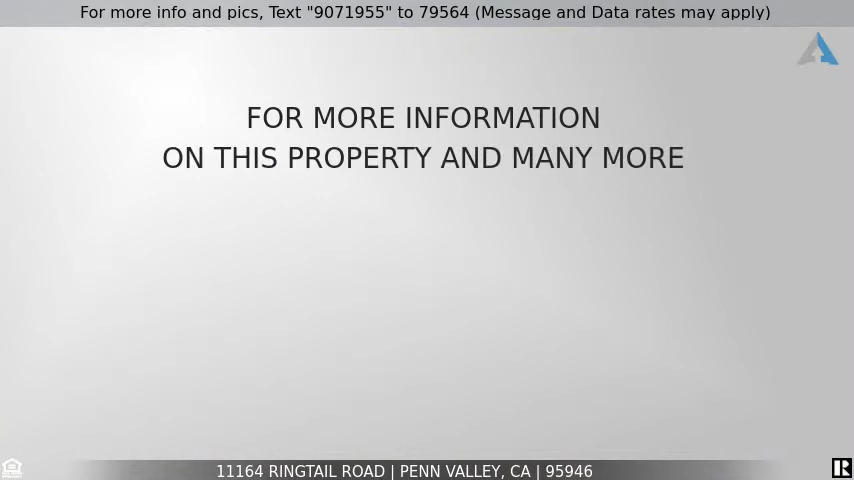 For more info and pics, Text "9071955" to 79564 (Message and Data rates may apply)
FOR MORE INFORMATION
ON THIS PROPERTY AND MANY MORE
11164 RINGTAIL ROAD | PENN VALLEY, CA | 95946